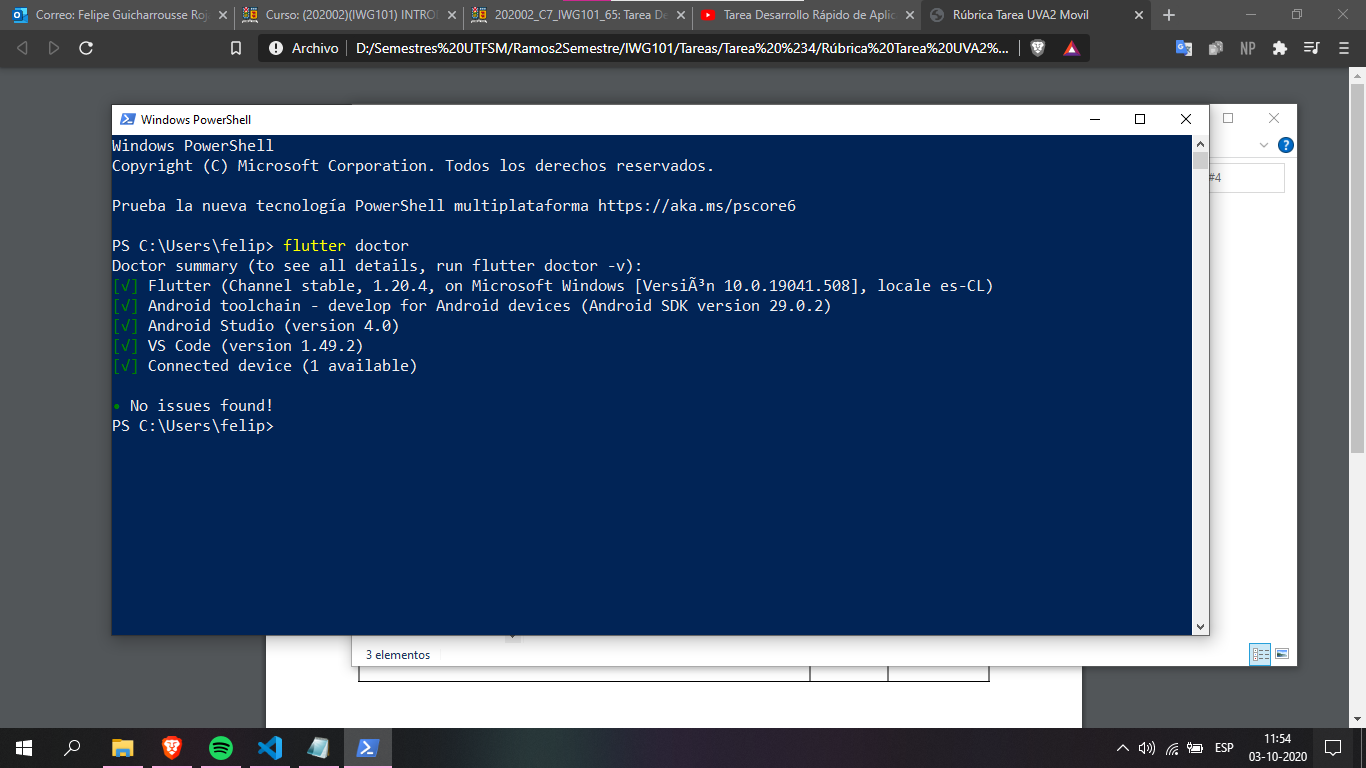 Correo: Felipe Guicharrousse Roj
Curso: (202002)(IWG101) INTRO
202002_C7_IWG101_65: Tarea De
Tarea Desarrollo Rápido de Aplic
Rúbrica Tarea UVA2 Movil
Archivo
D:/Semestres%20UTFSM/Ramos2Semestre/IWG101/Tareas/Tarea%20%234/Rúbrica%20Tarea%20UVA2%...
NP
Windows PowerShell
#4
Windows PowerShell
Copyright (C) Microsoft Corporation. Todos los derechos reservados.
Prueba la nueva tecnología PowerShell multiplataforma https://aka.ms/pscore6
PS C:\Users\felip> flutter doctor
Doctor summary (to see all details, run flutter doctor -v):
[√] Flutter (Channel stable, 1.20.4, on Microsoft Windows [VersiÃ³n 10.0.19041.508], locale es-CL)
[√] Android toolchain - develop for Android devices (Android SDK version 29.0.2)
[√] Android Studio (version 4.0)
[√] VS Code (version 1.49.2)
[√] Connected device (1 available)
• No issues found!
PS C:\Users\felip>
3 elementos
ESP
11:54
03-10-2020